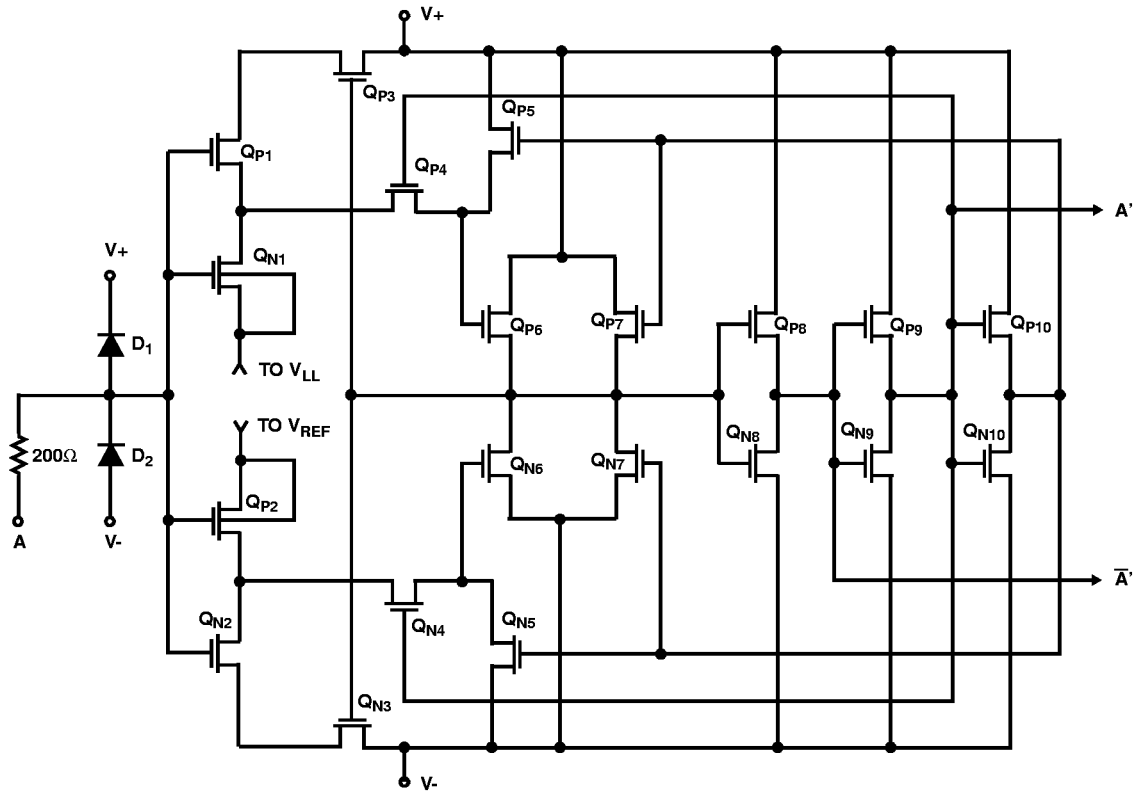 V+
QP3
QP5
QP1
QP4
A'
QN1
V+
QP6
QP7
QP8
QP9
QP10
D1
TO VLL
TO VREF
QN8
QN9
QN10
200Ω
D2
QN6
QN7
QP2
A
V-
A̅'
QN2
QN4
QN5
QN3
V-